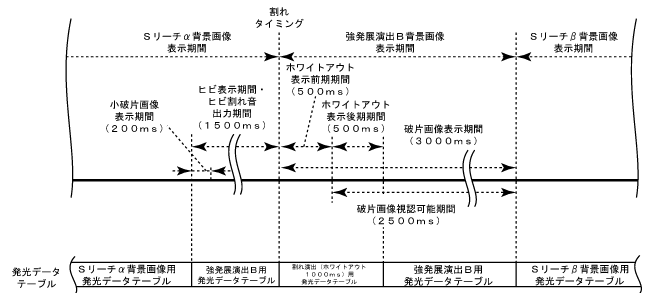 割れ
タイミング
Sリーチα背景画像
表示期間
強発展演出B背景画像
表示期間
Sリーチβ背景画像
表示期間
小破片画像
表示期間
(200ms)
ヒビ表示期間・
ヒビ割れ音
出力期間
(1500ms)
ホワイトアウト
表示前期期間
(500ms)
ホワイトアウト
表示後期期間
(500ms)
破片画像表示期間
(3000ms)
破片画像視認可能期間
(2500ms)
発光データ
テーブル
Sリーチα背景画像用
発光データテーブル
強発展演出B用
発光データテーブル
割れ演出(ホワイトアウト
1000ms)用
発光データテーブル
強発展演出B用
発光データテーブル
Sリーチβ背景画像用
発光データテーブル